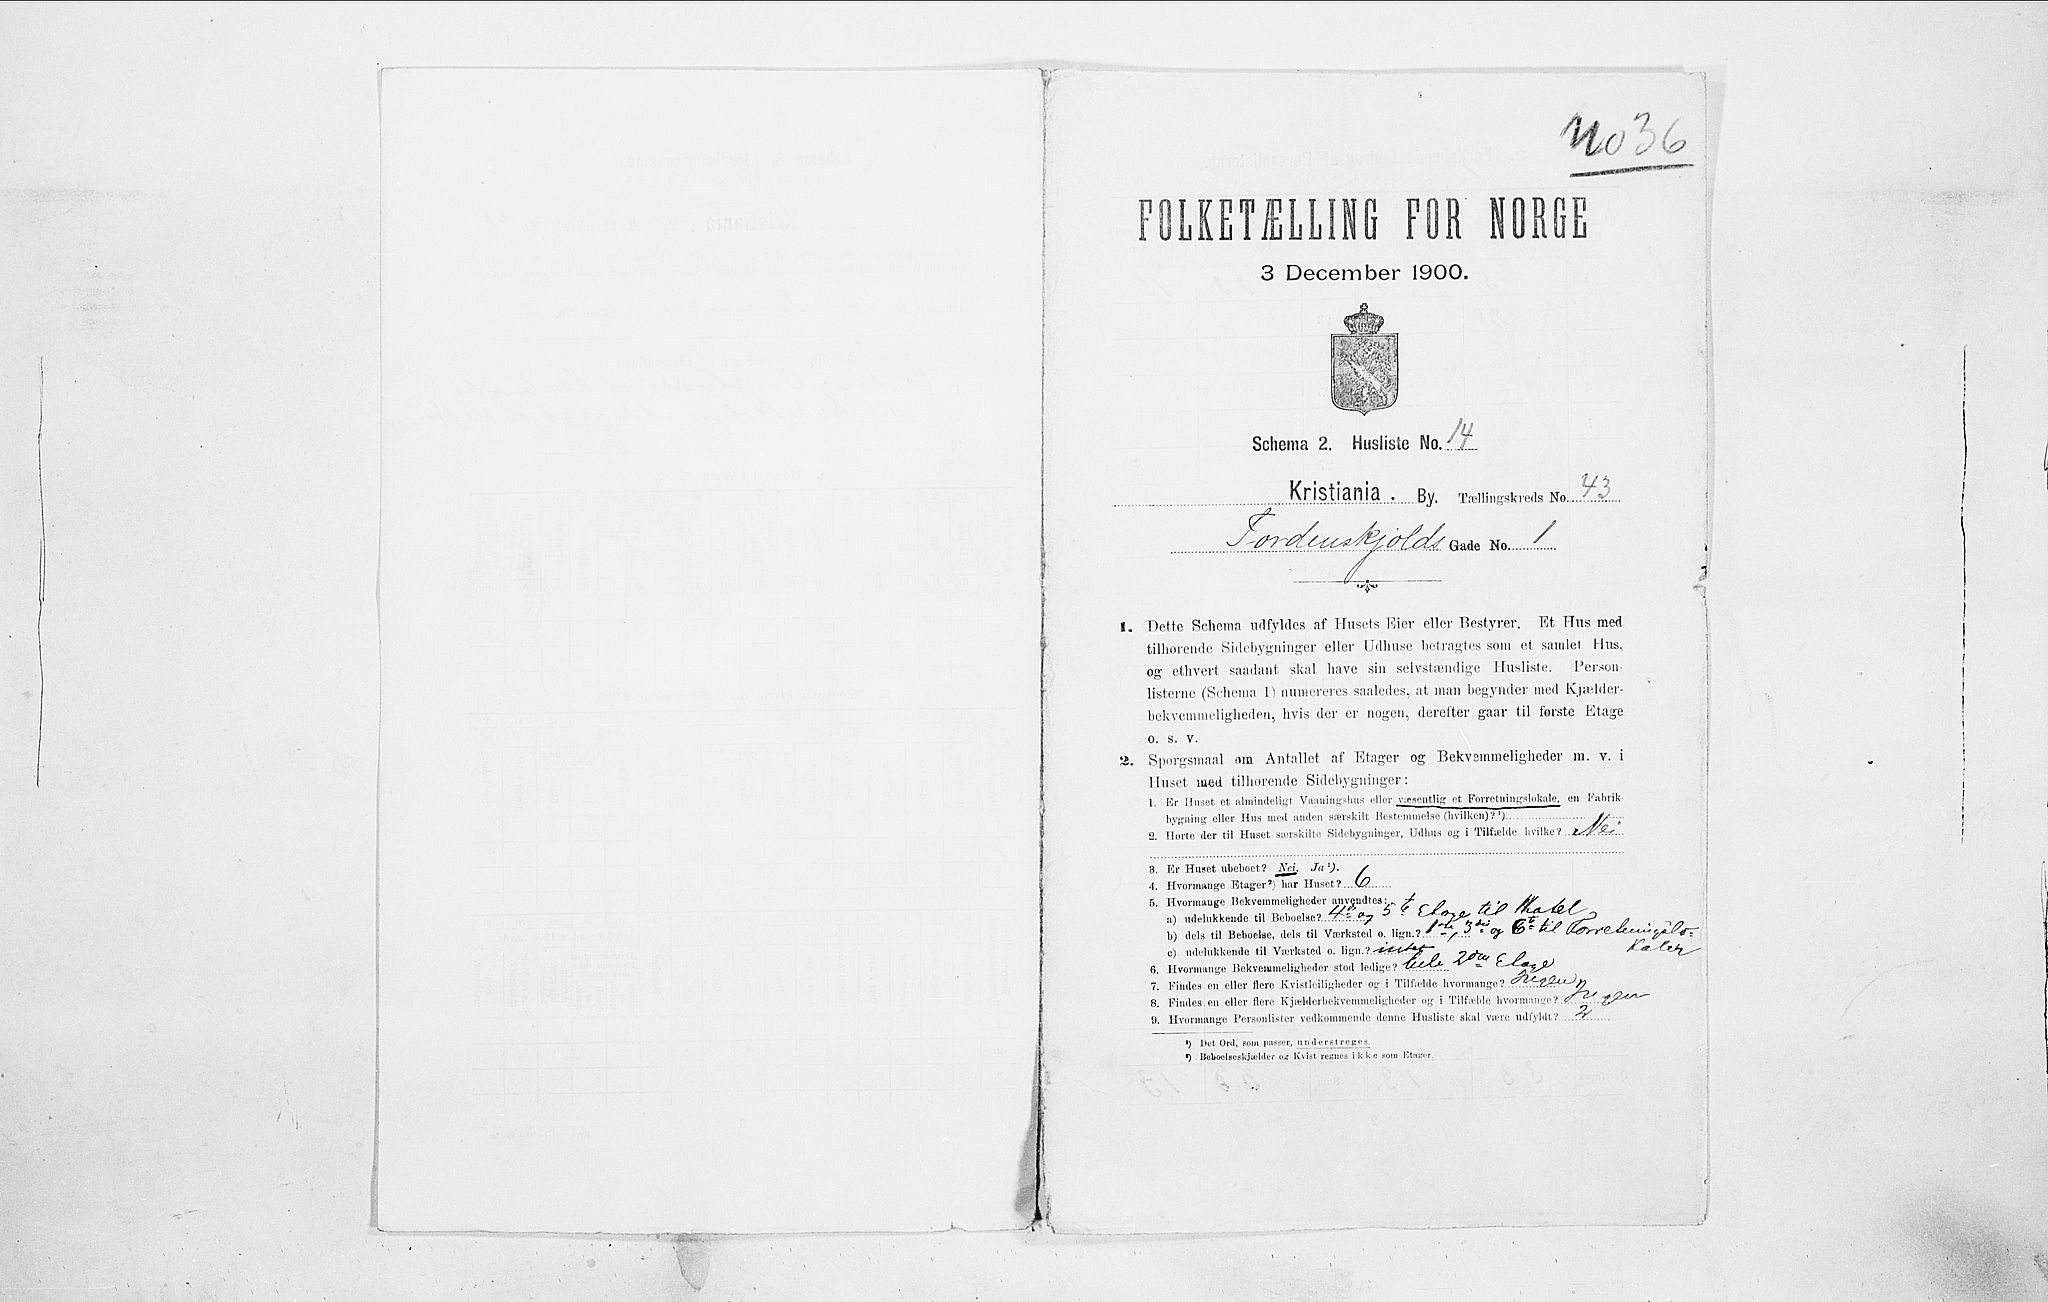 No 36
FOLKETÆLLING FOR NORGE
3 December 1900.
Schema 2. Husliste No. 14
Kristiania. By. Tællingskreds No. 43
Tordenskjolds Gade No. 1
1. Dette Schema udfyldes af Husets Eier eller Bestyrer. Et Hus med
tilhørende Sidebygninger eller Udhuse betragtes som et samlet Hus,
og ethvert saadant skal have sin selvstændige Husliste. Person-
listerne (Schema 1) numereres saaledes, at man begynder med Kjælder-
bekvemmeligheden, hvis der er nogen, derefter gaar til første Etage
o. s. v.
2. Spørgsmaal om Antallet af Etager og Bekvemmeligheder m. v. i
Huset med tilhørende Sidebygninger:
1. Er Huset et almindeligt Vaaningshus eller væsentlig et Forretningslokale, en Fabrik-
bygning eller Hus med anden særskilt Bestemmelse (hvilken)? ¹)
2. Hørte der til Huset særskilte Sidebygninger, Udhus og i Tilfælde hvilke? Nei
3. Er Huset ubeboet? Nei. Ja ¹).
4. Hvormange Etager ²) har Huset? 6
5. Hvormange Bekvemmeligheder anvendtes:
a) udelukkende til Beboelse? 4de og 5te Etage til Hotel
b) dels til Beboelse, dels til Værksted o. lign.? 1ste, 3die og 6te til Forretningslo-
kaler
c) udelukkende til Værksted o. lign.? intet
6. Hvormange Bekvemmeligheder stod ledige? hele 2den Etage
7. Findes en eller flere Kvistleiligheder og i Tilfælde hvormange? Ingen
8. Findes en eller flere Kjælderbekvemmeligheder og i Tilfælde hvormange? Ingen
9. Hvormange Personlister vedkommende denne Husliste skal være udfyldt? 2
¹) Det Ord, som passer, understreges.
²) Beboelseskjælder og Kvist regnes ikke som Etager.